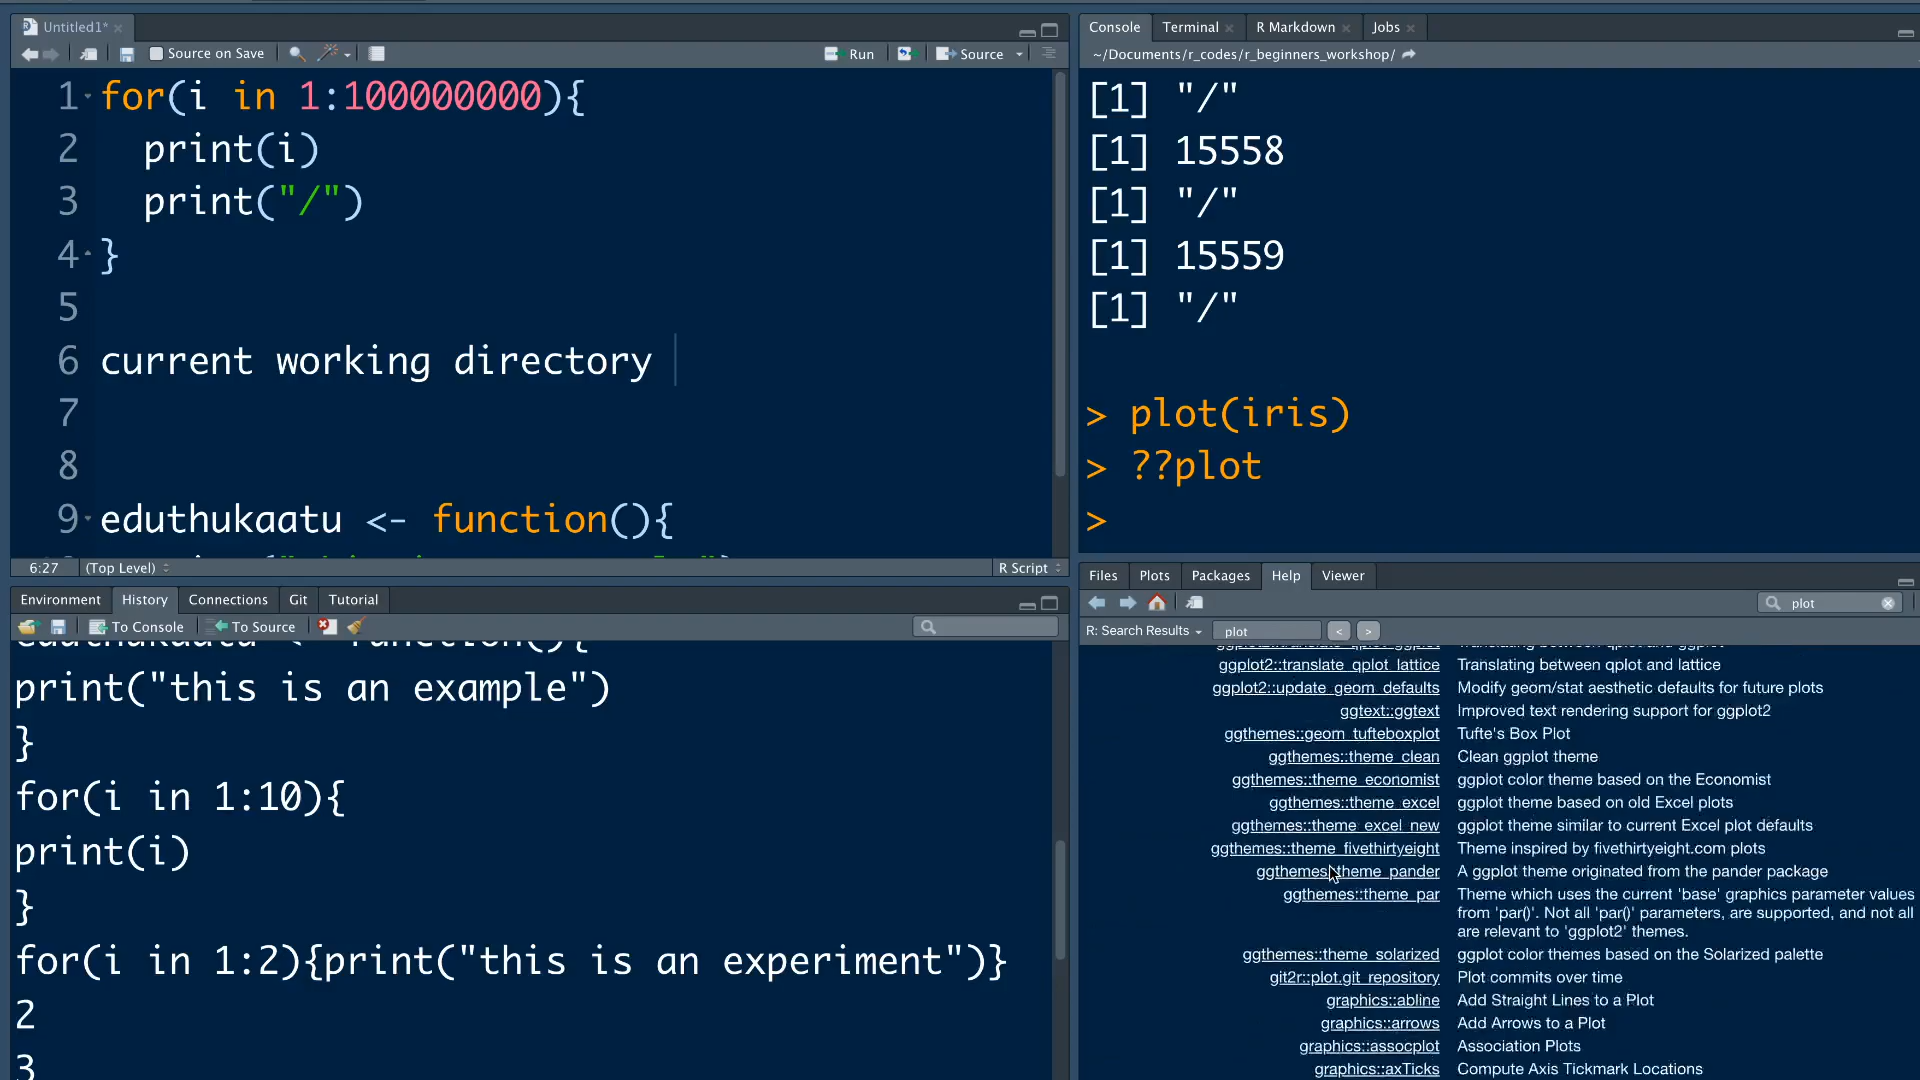 Untitled1*
Source on Save
Run
Source
1 for(i in 1:100000000){
2 print(i)
3 print("/")
4 }
5
6 current working directory
7
8
9 eduthukaatu <- function(){
6:27
(Top Level)
R Script
Console
Terminal
R Markdown
Jobs
~/Documents/r_codes/r_beginners_workshop/
[1] "/"
[1] 15558
[1] "/"
[1] 15559
[1] "/"
> plot(iris)
> ??plot
>
Environment
History
Connections
Git
Tutorial
To Console
To Source
eduthukaatu <- function(){
print("this is an example")
}
for(i in 1:10){
print(i)
}
for(i in 1:2){print("this is an experiment")}
2
3
Files
Plots
Packages
Help
Viewer
plot
R: Search Results
plot
< >
ggplot2::translate_qplot_ggplot Translating between qplot and ggplot
ggplot2::translate_qplot_lattice Translating between qplot and lattice
ggplot2::update_geom_defaults Modify geom/stat aesthetic defaults for future plots
ggtext::ggtext Improved text rendering support for ggplot2
ggthemes::geom_tufteboxplot Tufte's Box Plot
ggthemes::theme_clean Clean ggplot theme
ggthemes::theme_economist ggplot color theme based on the Economist
ggthemes::theme_excel ggplot theme based on old Excel plots
ggthemes::theme_excel_new ggplot theme similar to current Excel plot defaults
ggthemes::theme_fivethirtyeight Theme inspired by fivethirtyeight.com plots
ggthemes::theme_pander A ggplot theme originated from the pander package
ggthemes::theme_par Theme which uses the current 'base' graphics parameter values
from 'par()'. Not all 'par()' parameters, are supported, and not all
are relevant to 'ggplot2' themes.
ggthemes::theme_solarized ggplot color themes based on the Solarized palette
git2r::plot.git_repository Plot commits over time
graphics::abline Add Straight Lines to a Plot
graphics::arrows Add Arrows to a Plot
graphics::assocplot Association Plots
graphics::axTicks Compute Axis Tickmark Locations